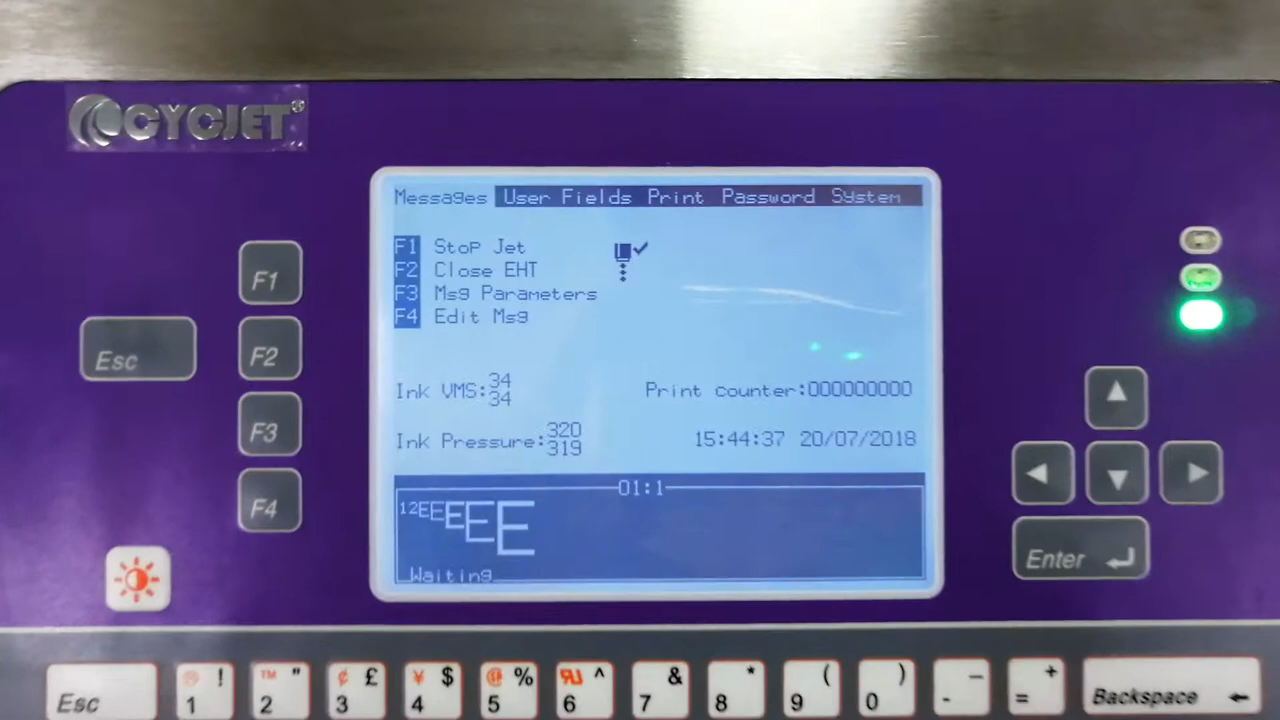 CYCJET®
Messages User Fields Print Password System
F1 Stop Jet
F2 Close EHT
F3 Msg Parameters
F4 Edit Msg
Ink VMS:34
34
Print counter:000000000
Ink Pressure:320
319
15:44:37 20/07/2018
01:1
12EEEEE
Waiting
F1
F2
F3
F4
Esc
Enter
Esc
! 1
™ " 2
¢ £ 3
¥ $ 4
@ % 5
^ 6
& 7
* 8
( 9
) 0
_ -
+ =
Backspace